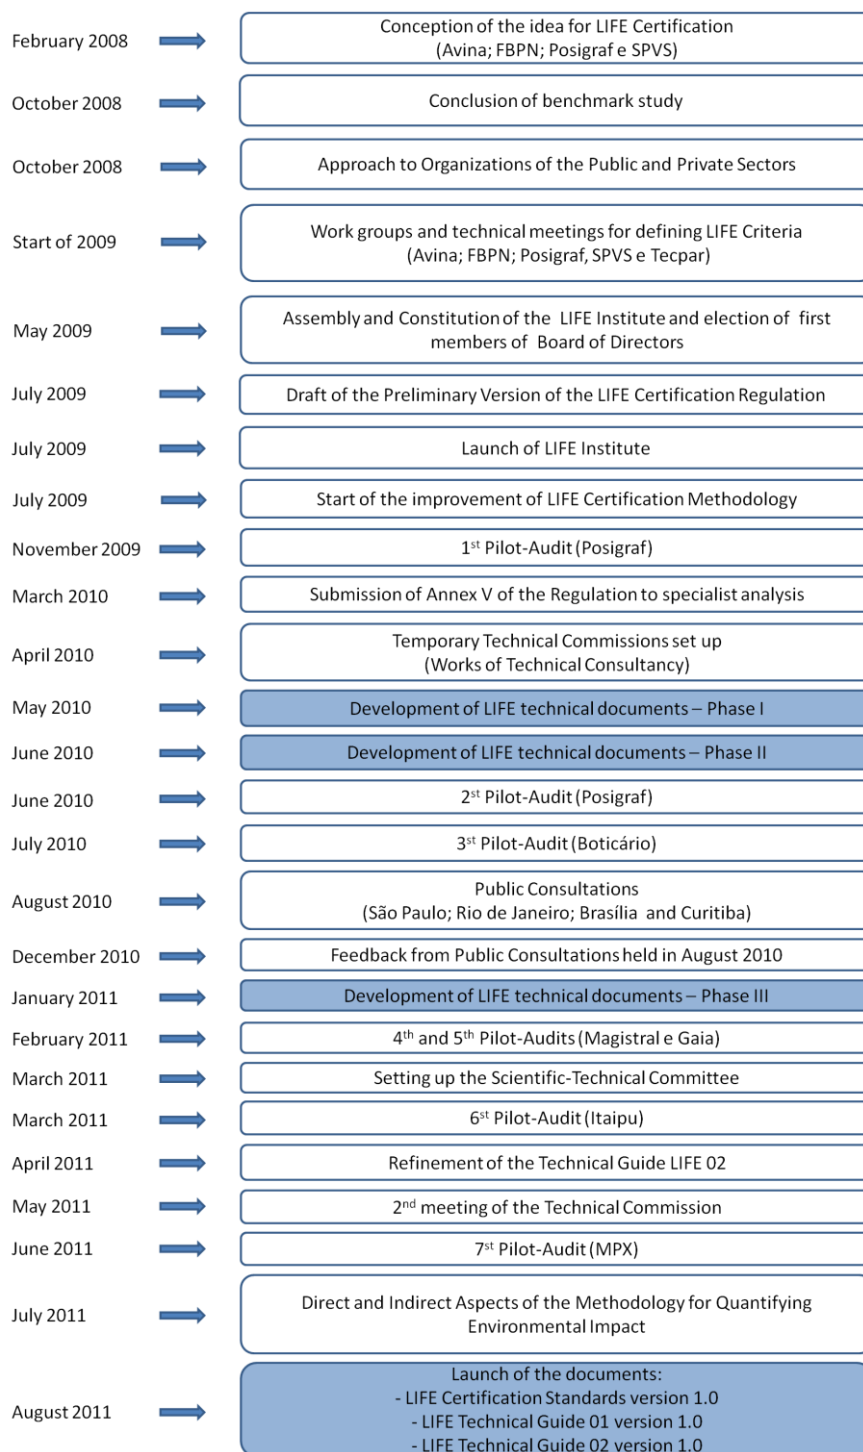 February 2008
Conception of the idea for LIFE Certification
(Avina; FBPN; Posigraf e SPVS)
October 2008
Conclusion of benchmark study
October 2008
Approach to Organizations of the Public and Private Sectors
Start of 2009
Work groups and technical meetings for defining LIFE Criteria
(Avina; FBPN; Posigraf, SPVS e Tecpar)
May 2009
Assembly and Constitution of the LIFE Institute and election of first
members of Board of Directors
July 2009
Draft of the Preliminary Version of the LIFE Certification Regulation
July 2009
Launch of LIFE Institute
July 2009
Start of the improvement of LIFE Certification Methodology
November 2009
1st Pilot-Audit (Posigraf)
March 2010
Submission of Annex V of the Regulation to specialist analysis
April 2010
Temporary Technical Commissions set up
(Works of Technical Consultancy)
May 2010
Development of LIFE technical documents – Phase I
June 2010
Development of LIFE technical documents – Phase II
June 2010
2st Pilot-Audit (Posigraf)
July 2010
3st Pilot-Audit (Boticário)
August 2010
Public Consultations
(São Paulo; Rio de Janeiro; Brasília and Curitiba)
December 2010
Feedback from Public Consultations held in August 2010
January 2011
Development of LIFE technical documents – Phase III
February 2011
4th and 5th Pilot-Audits (Magistral e Gaia)
March 2011
Setting up the Scientific-Technical Committee
March 2011
6st Pilot-Audit (Itaipu)
April 2011
Refinement of the Technical Guide LIFE 02
May 2011
2nd meeting of the Technical Commission
June 2011
7st Pilot-Audit (MPX)
July 2011
Direct and Indirect Aspects of the Methodology for Quantifying
Environmental Impact
August 2011
Launch of the documents:
- LIFE Certification Standards version 1.0
- LIFE Technical Guide 01 version 1.0
- LIFE Technical Guide 02 version 1.0